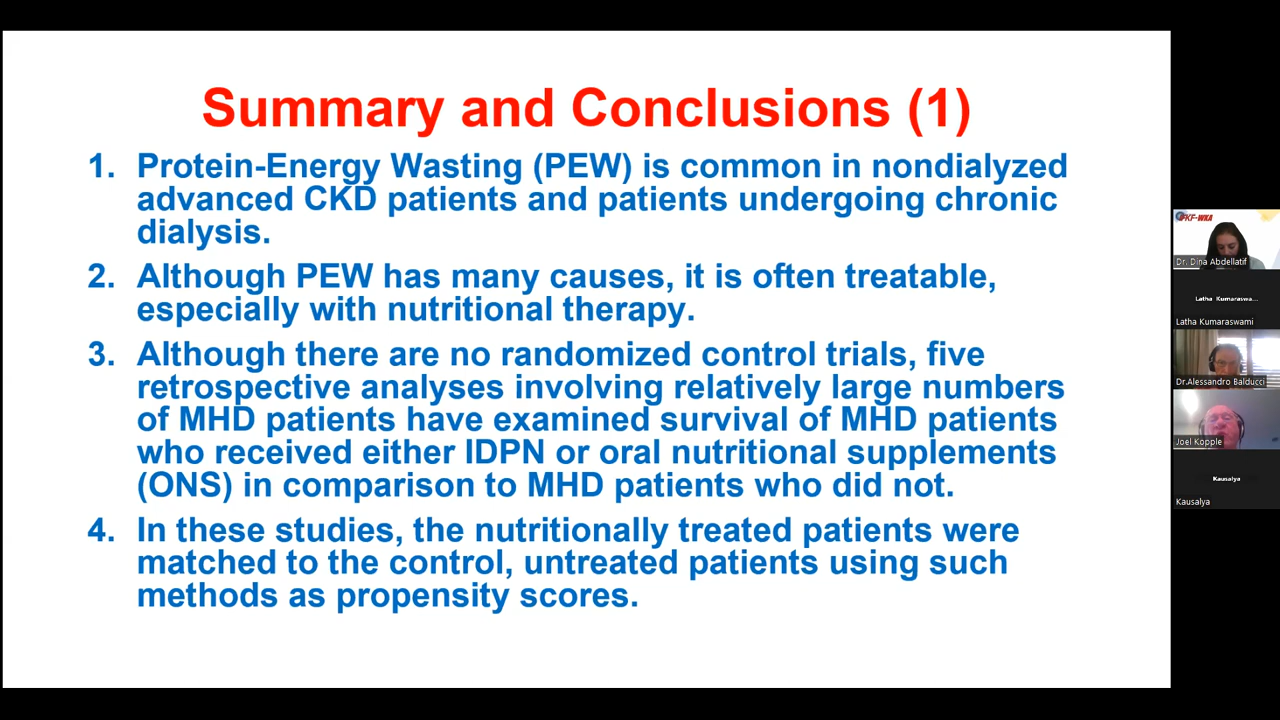 Summary and Conclusions (1)
1. Protein-Energy Wasting (PEW) is common in nondialyzed
advanced CKD patients and patients undergoing chronic
dialysis.
2. Although PEW has many causes, it is often treatable,
especially with nutritional therapy.
3. Although there are no randomized control trials, five
retrospective analyses involving relatively large numbers
of MHD patients have examined survival of MHD patients
who received either IDPN or oral nutritional supplements
(ONS) in comparison to MHD patients who did not.
4. In these studies, the nutritionally treated patients were
matched to the control, untreated patients using such
methods as propensity scores.
IFKF-WKA
Dr. Dina Abdellatif
Latha Kumaraswa...
Latha Kumaraswami
Dr.Alessandro Balducci
Joel Kopple
Kausalya
Kausalya